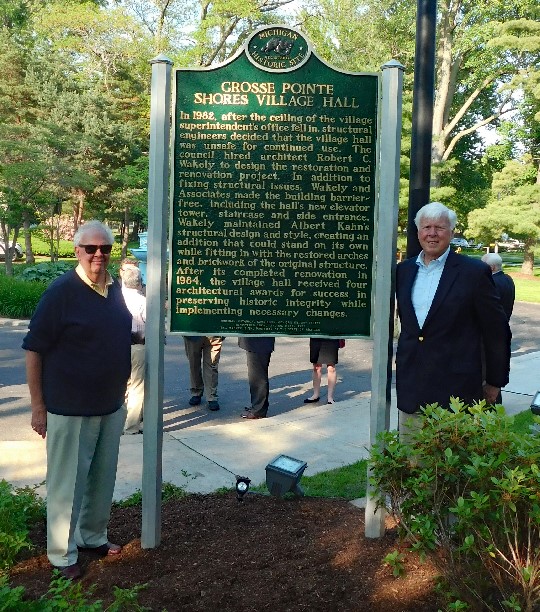 MICHIGAN
HISTORIC SITE
GROSSE POINTE
SHORES VILLAGE HALL
In 1982, after the ceiling of the village
superintendent's office fell in, structural
engineers decided that the village hall
was unsafe for continued use. The
council hired architect Robert C.
Wakely to design the restoration and
renovation project. In addition to
fixing structural issues, Wakely and
Associates made the building barrier-
free, including the hall's new elevator
tower, staircase and side entrance.
Wakely maintained Albert Kahn's
structural design and style, creating an
addition that could stand on its own
while fitting in with the restored arches
and brickwork of the original structure.
After its completed renovation in
1984, the village hall received four
architectural awards for success in
preserving historic integrity while
implementing necessary changes.